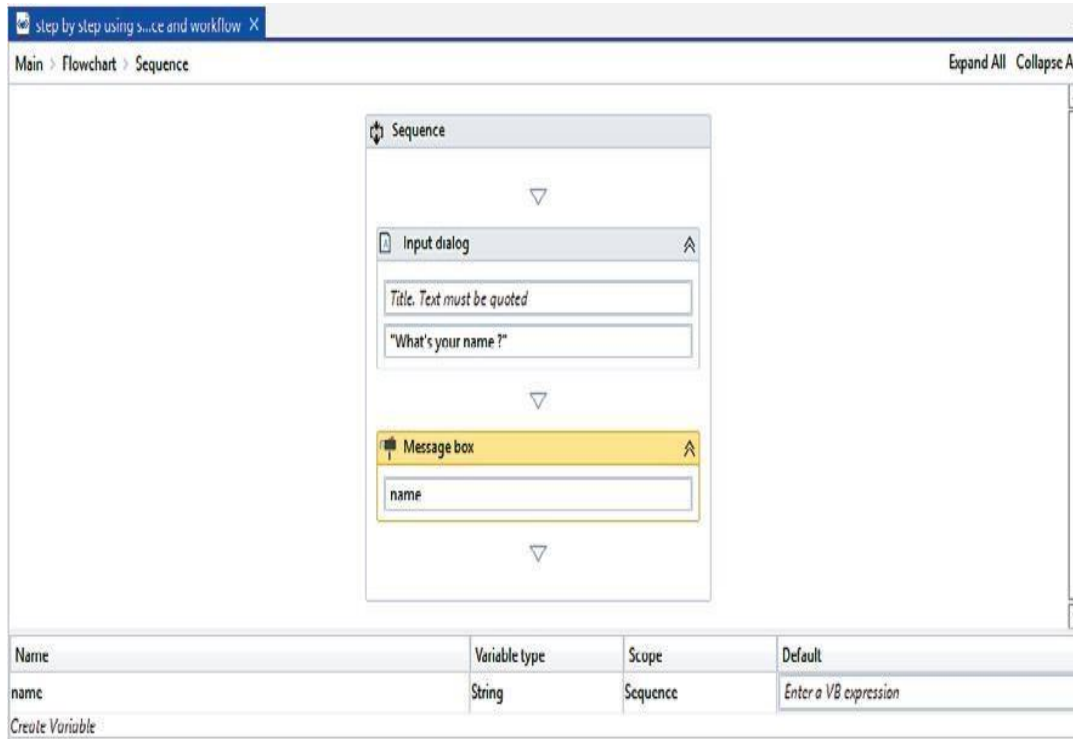 step by step using s...ce and workflow X
Main > Flowchart > Sequence Expand All Collapse A
Sequence
Input dialog
Title. Text must be quoted
"What's your name ?"
Message box
name
Name Variable type Scope Default
name String Sequence Enter a VB expression
Create Variable